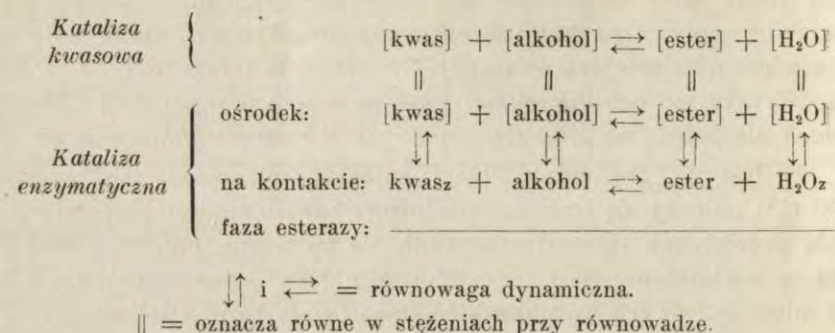 Kataliza kwasowa { [kwas] + [alkohol] ⇄ [ester] + [H₂O]
|| || || ||
Kataliza enzymatyczna { ośrodek: [kwas] + [alkohol] ⇄ [ester] + [H₂O]
↓↑ ↓↑ ↓↑ ↓↑
na kontakcie: kwasz + alkohol ⇄ ester + H₂Oz
faza esterazy:
↓↑ i ⇄ = równowaga dynamiczna.
|| = oznacza równe w stężeniach przy równowadze.